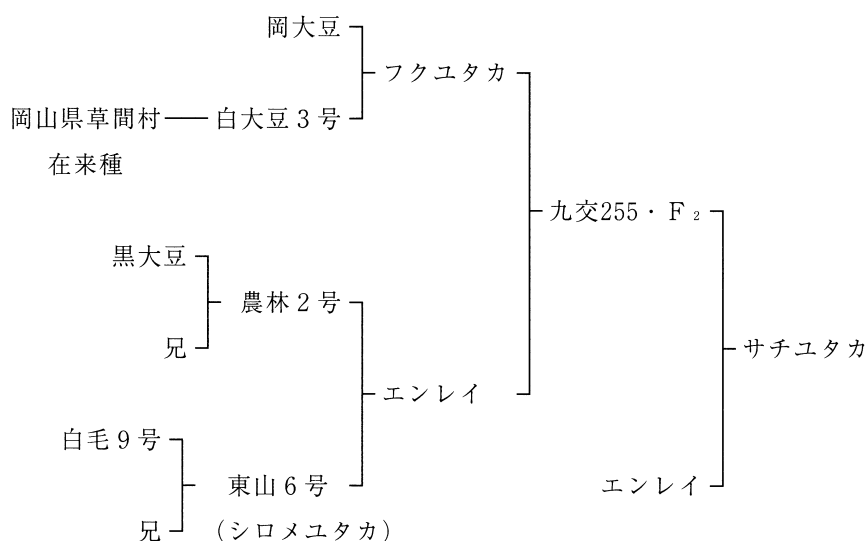 岡大豆
フクユタカ
岡山県草間村 白大豆3号
在来種
九交255・F₂
黒大豆
農林2号
兄
サチユタカ
エンレイ
白毛9号
東山6号 エンレイ
兄 (シロメユタカ)